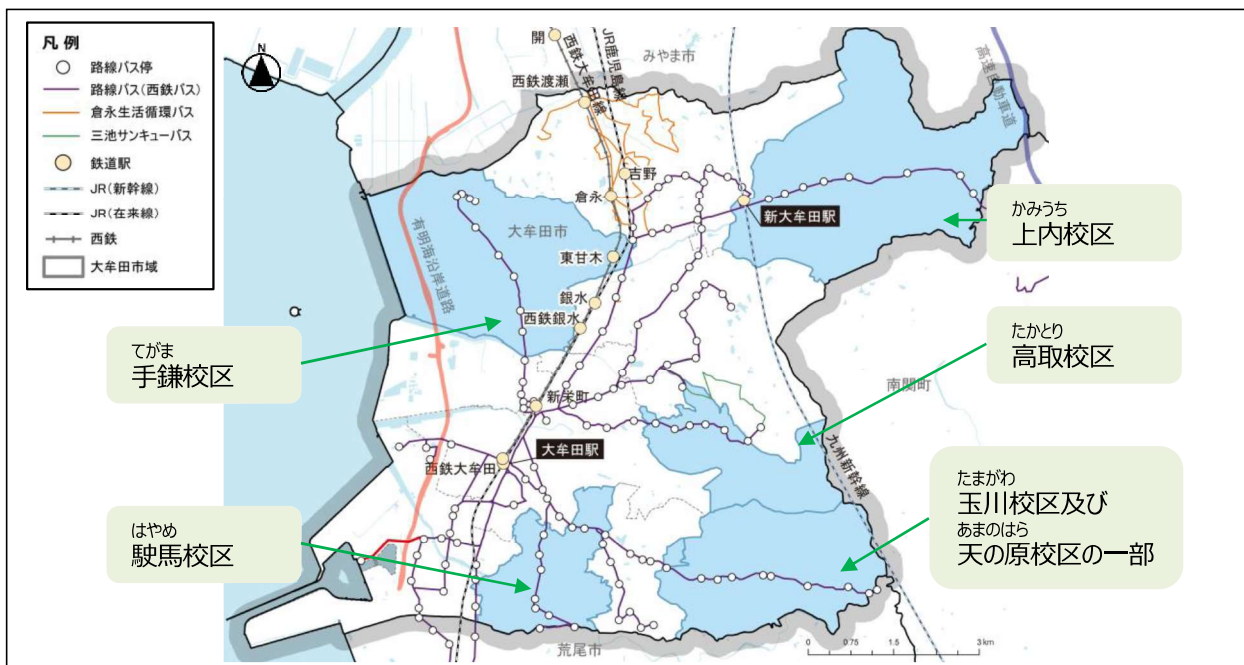 凡 例
路線バス停
路線バス(西鉄バス)
倉永生活循環バス
三池サンキューバス
鉄道駅
JR(新幹線)
JR(在来線)
西鉄
大牟田市域
N
開
西鉄大牟田線
JR鹿児島線
みやま市
高速自動車道
西鉄渡瀬
吉野
倉永
新大牟田駅
かみうち
上内校区
大牟田市
東甘木
有明海沿岸道路
銀水
西鉄銀水
てがま
手鎌校区
たかとり
高取校区
南関町
新栄町
九州新幹線
大牟田駅
西鉄大牟田
たまがわ
玉川校区及び
あまのはら
天の原校区の一部
はやめ
駛馬校区
荒尾市
0 0.75 1.5 3 km